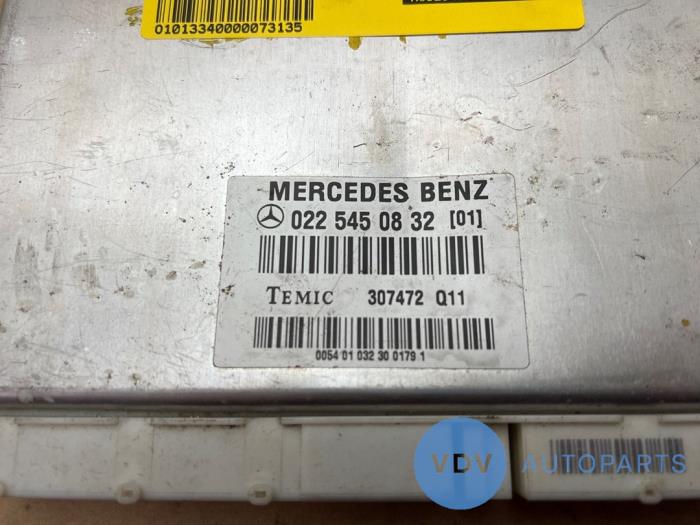 01013340000073135
MERCEDES BENZ
022 545 08 32 [01]
TEMIC 307472 Q11
0054 01 032 30 0179 1
VDV AUTOPARTS